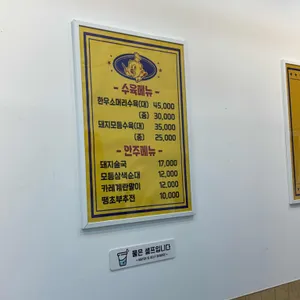 - 수육메뉴 -
한우소머리수육(대) 45,000
(중) 30,000
돼지모듬수육(대) 35,000
(중) 25,000
- 안주메뉴 -
돼지술국 17,000
모듬삼색순대 12,000
카레계란말이 12,000
땡초부추전 10,000
물은 셀프입니다